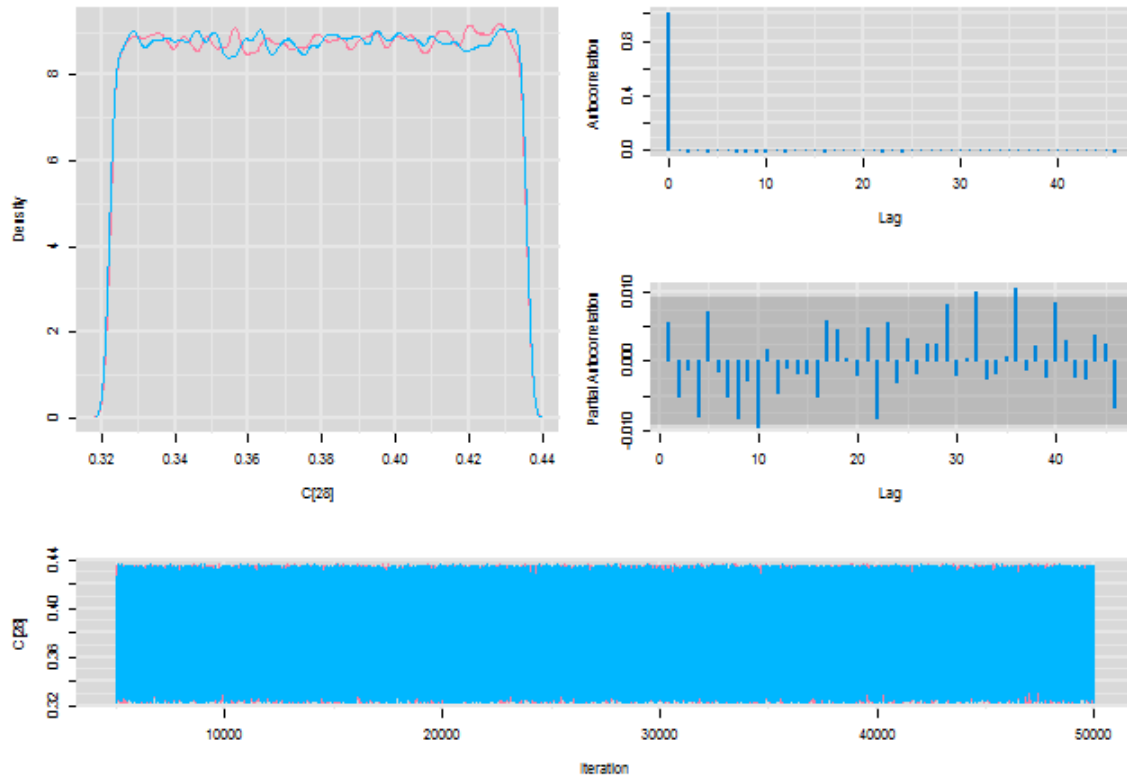 Density
8
6
4
2
0
0.32 0.34 0.36 0.38 0.40 0.42 0.44
C[28]
Autocorrelation
0.8
0.4
0.0
0 10 20 30 40
Lag
Partial Autocorrelation
0.010
0.000
-0.010
0 10 20 30 40
Lag
C[28]
0.44
0.40
0.36
0.32
10000 20000 30000 40000 50000
Iteration